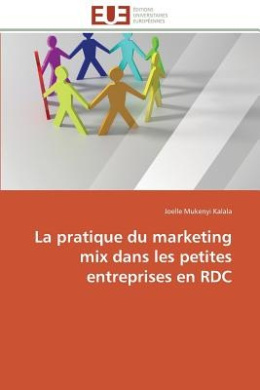 EUE
ÉDITIONS
UNIVERSITAIRES
EUROPÉENNES
Joelle Mukenyi Kalala
La pratique du marketing
mix dans les petites
entreprises en RDC